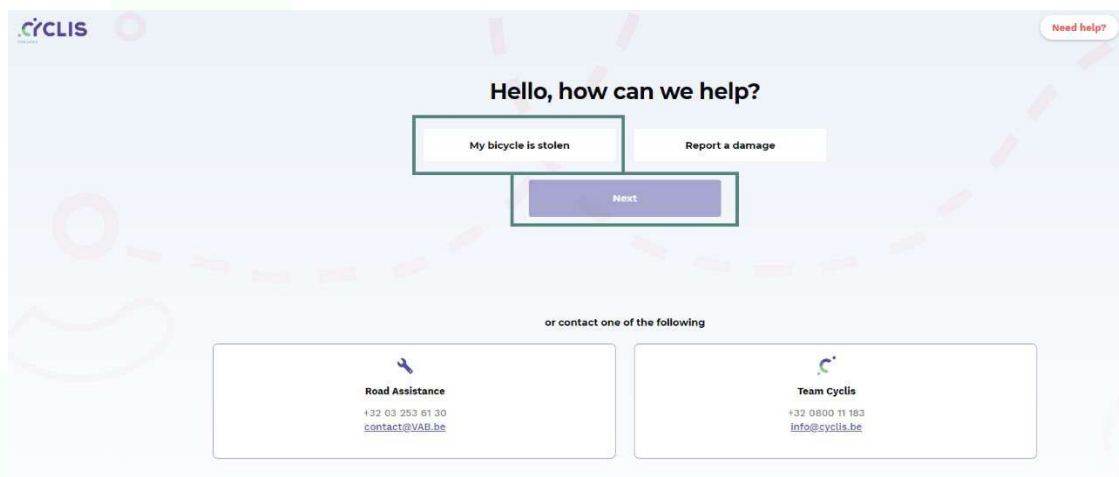 CYCLIS
Need help?
Hello, how can we help?
My bicycle is stolen
Report a damage
Next
or contact one of the following
Road Assistance
+32 03 253 61 30
contact@VAB.be
Team Cyclis
+32 0800 11 183
info@cyclis.be